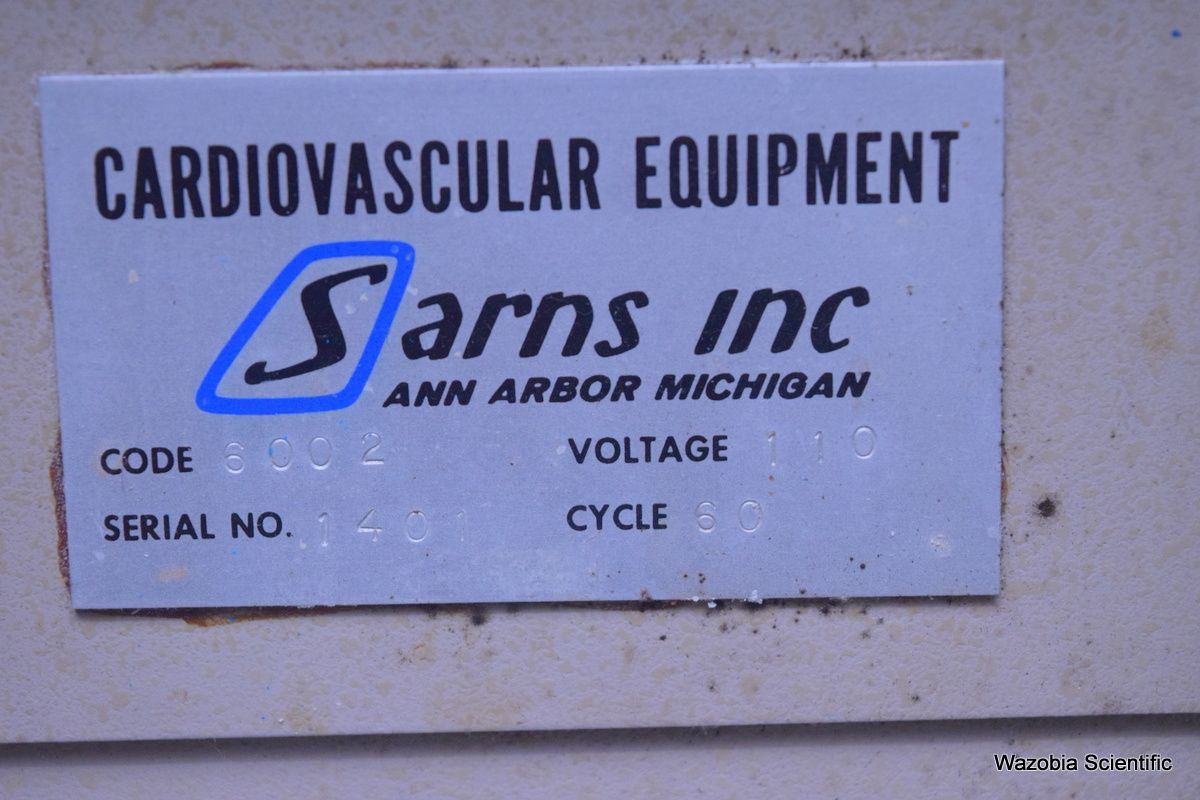 CARDIOVASCULAR EQUIPMENT
Sarns Inc
ANN ARBOR MICHIGAN
CODE 6002 VOLTAGE 110
SERIAL NO. 1401 CYCLE 60
Wazobia Scientific